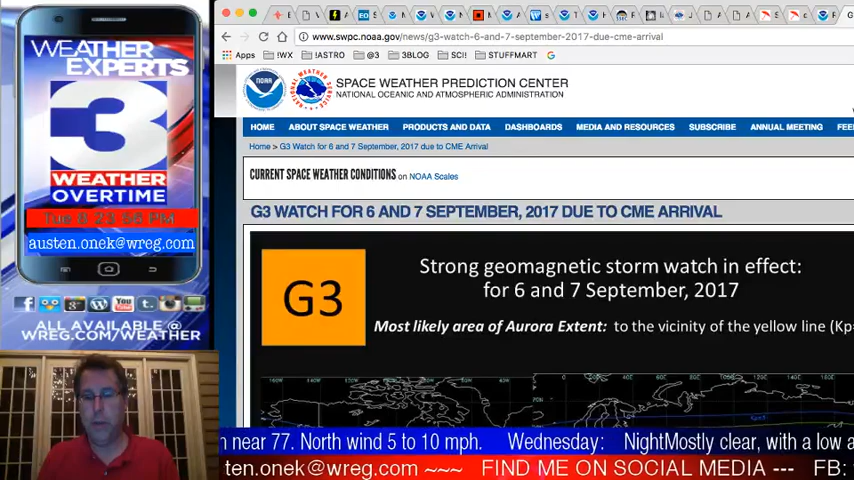 WEATHER
EXPERTS
3
WEATHER
OVERTIME
Tue 8:23:56 PM
austen.onek@wreg.com
ALL AVAILABLE @
WREG.COM/WEATHER
www.swpc.noaa.gov/news/g3-watch-6-and-7-september-2017-due-cme-arrival
Apps !WX !ASTRO @3 3BLOG SCI! STUFFMART
NOAA
SPACE WEATHER PREDICTION CENTER
NATIONAL OCEANIC AND ATMOSPHERIC ADMINISTRATION
HOME ABOUT SPACE WEATHER PRODUCTS AND DATA DASHBOARDS MEDIA AND RESOURCES SUBSCRIBE ANNUAL MEETING FEE
Home > G3 Watch for 6 and 7 September, 2017 due to CME Arrival
CURRENT SPACE WEATHER CONDITIONS on NOAA Scales
G3 WATCH FOR 6 AND 7 SEPTEMBER, 2017 DUE TO CME ARRIVAL
G3
Strong geomagnetic storm watch in effect:
for 6 and 7 September, 2017
Most likely area of Aurora Extent: to the vicinity of the yellow line (Kp=
n near 77. North wind 5 to 10 mph. Wednesday: NightMostly clear, with a low a
ten.onek@wreg.com ~~~ FIND ME ON SOCIAL MEDIA --- FB: